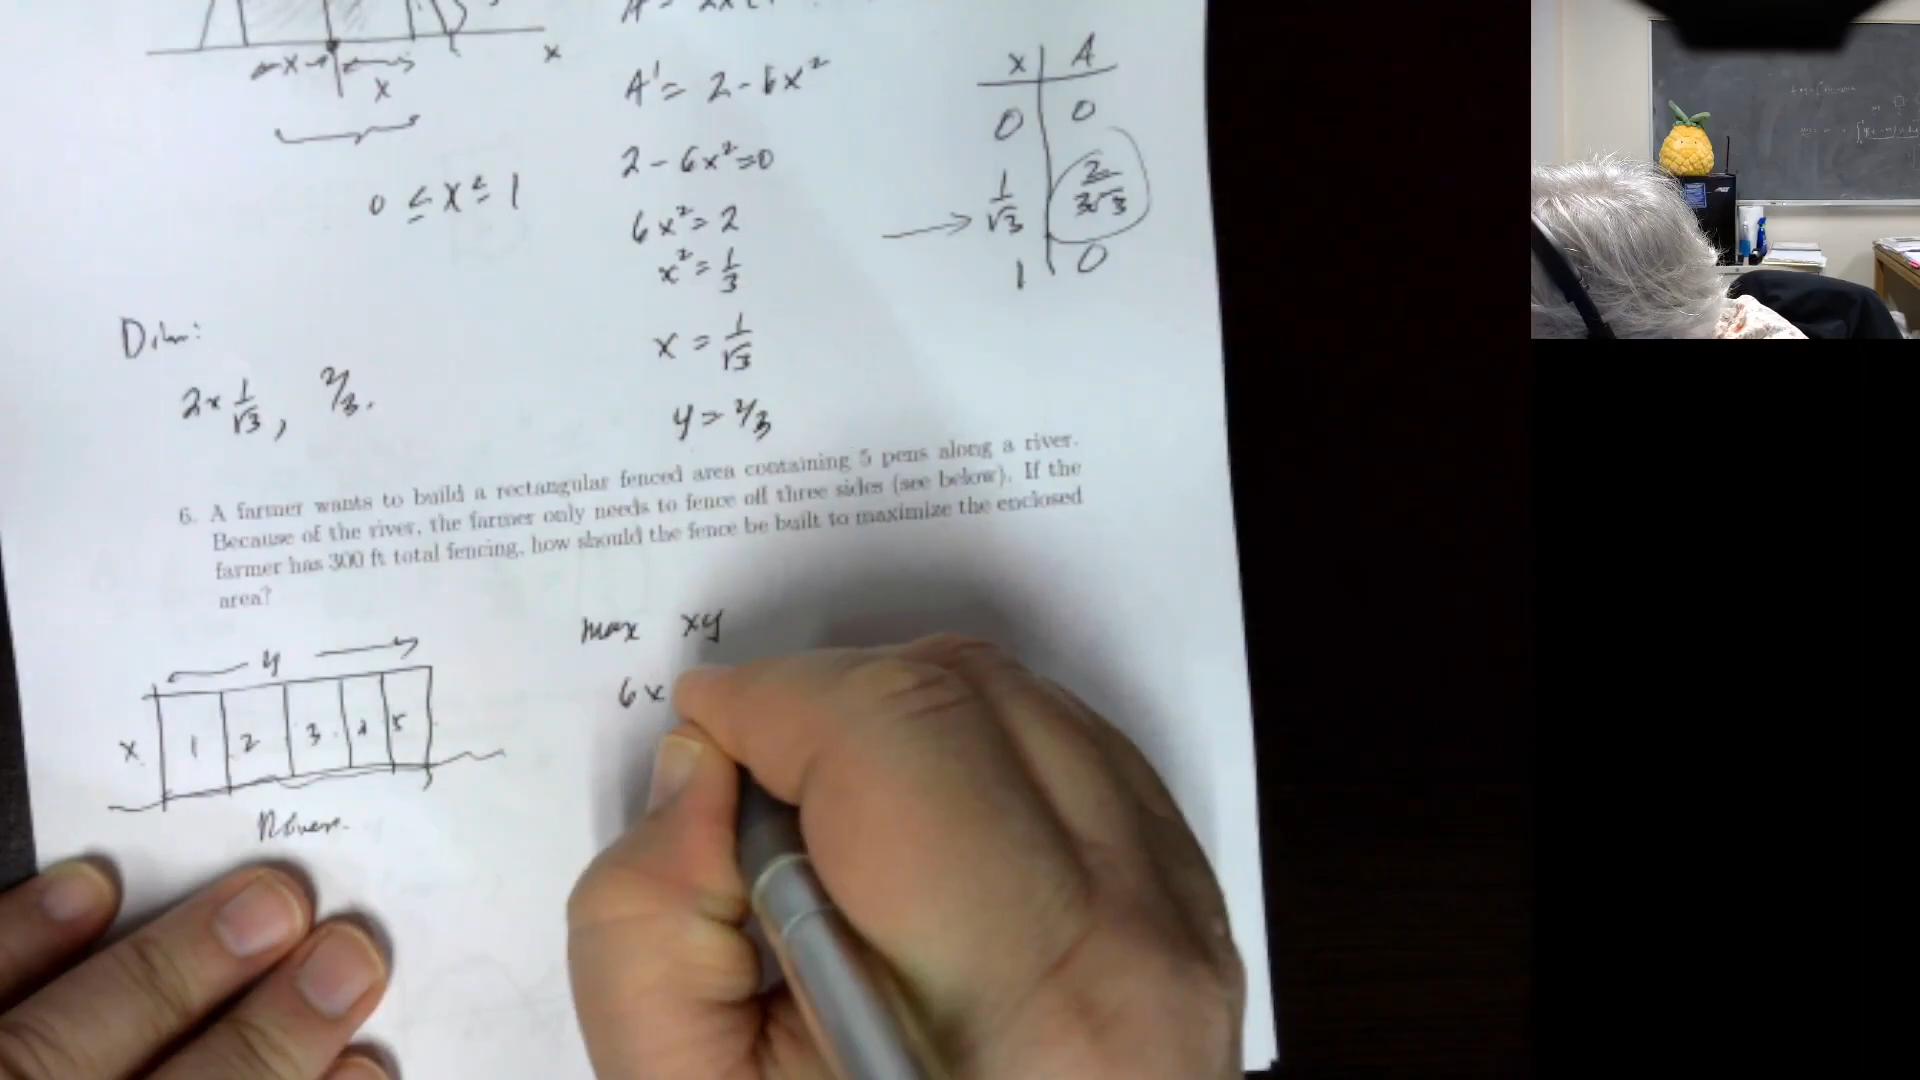 x
x
x
0 ≤ x ≤ 1
A' = 2 - 6x²
2 - 6x² = 0
6x² = 2
x² = 1/3
x = 1/√3
y = 2/3
x | A
0 | 0
1/√3 | 2/3√3
1 | 0
2 × 1/√3, 2/3.
6. A farmer wants to build a rectangular fenced area containing 5 pens along a river.
Because of the river, the farmer only needs to fence off three sides (see below). If the
farmer has 300 ft total fencing, how should the fence be built to maximize the enclosed
area?
y
x 1 2 3 4 5
max xy
6x